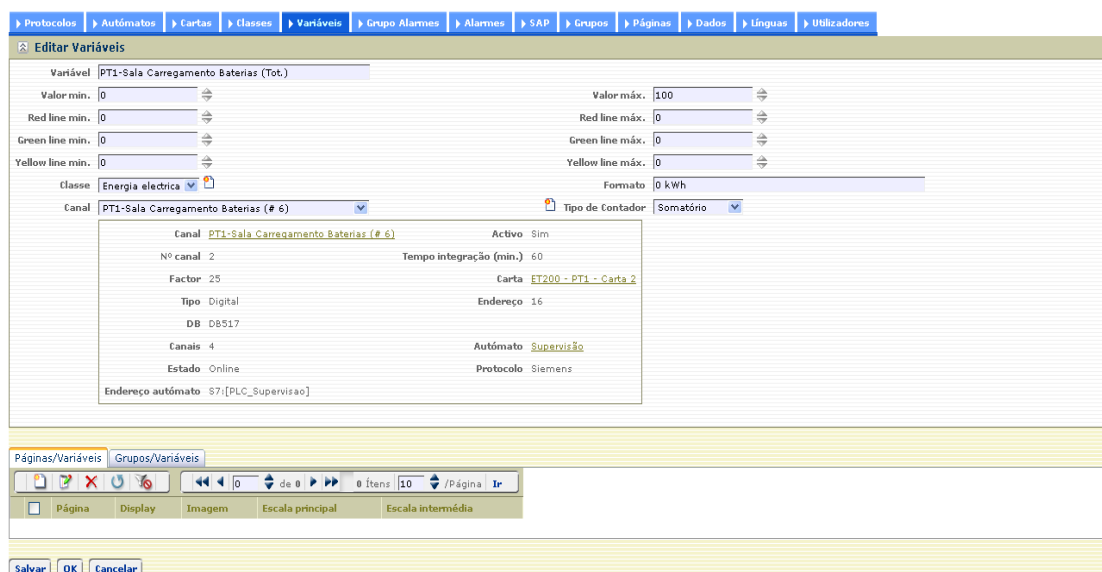 Protocolos Autómatos Cartas Classes Variáveis Grupo Alarmes Alarmes SAP Grupos Páginas Dados Línguas Utilizadores
Editar Variáveis
Variável PT1-Sala Carregamento Baterias (Tot.)
Valor min. 0 Valor máx. 100
Red line min. 0 Red line máx. 0
Green line min. 0 Green line máx. 0
Yellow line min. 0 Yellow line máx. 0
Classe Energia electrica Formato 0 kWh
Canal PT1-Sala Carregamento Baterias (# 6) Tipo de Contador Somatório
Canal PT1-Sala Carregamento Baterias (# 6) Activo Sim
Nº canal 2 Tempo integração (min.) 60
Factor 25 Carta ET200 - PT1 - Carta 2
Tipo Digital Endereço 16
DB DB517
Canais 4 Autómato Supervisão
Estado Online Protocolo Siemens
Endereço autómato S7:[PLC_Supervisao]
Páginas/Variáveis Grupos/Variáveis
0 de 0 0 Ítens 10 /Página Ir
Página Display Imagem Escala principal Escala intermédia
Salvar OK Cancelar